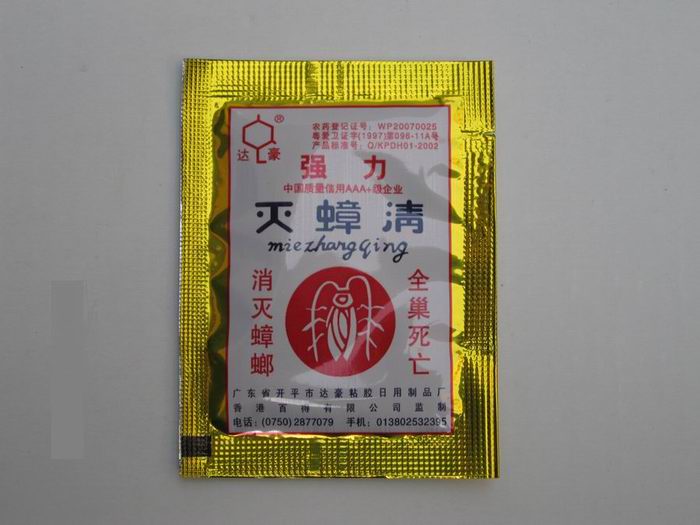 达豪®
农药登记证号：WP20070025
粤爱卫证字(1997)第096-11A号
产品标准号：Q/KPDH01-2002
强力
中国质量信用AAA+级企业
灭蟑清
miezhangqing
消灭蟑螂
全巢死亡
广东省开平市达豪粘胶日用制品厂
香港百得有限公司监制
电话：(0750)2877079 手机：013802532395